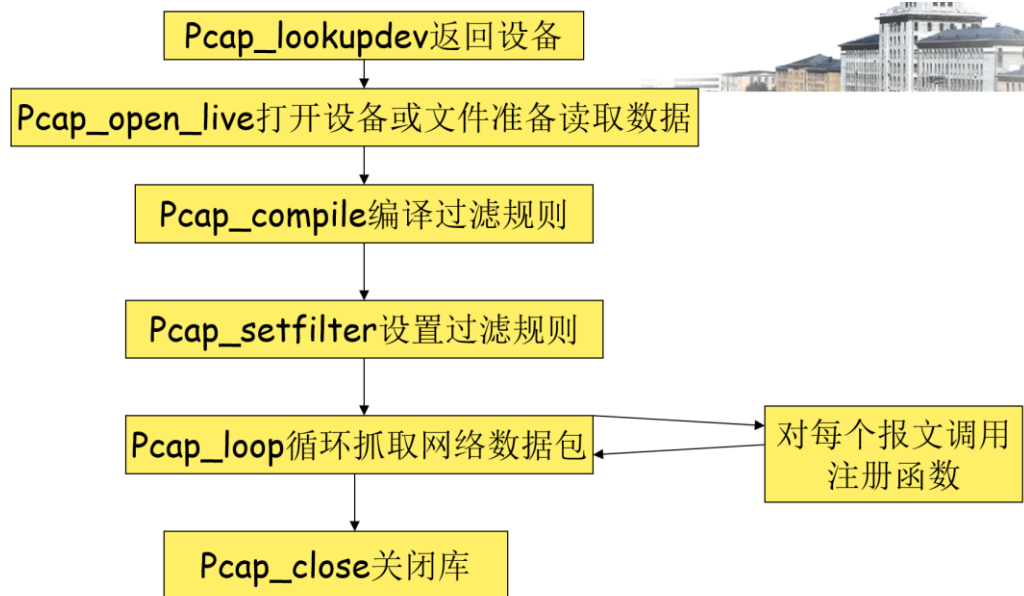 Pcap_lookupdev返回设备
Pcap_open_live打开设备或文件准备读取数据
Pcap_compile编译过滤规则
Pcap_setfilter设置过滤规则
Pcap_loop循环抓取网络数据包
对每个报文调用
注册函数
Pcap_close关闭库